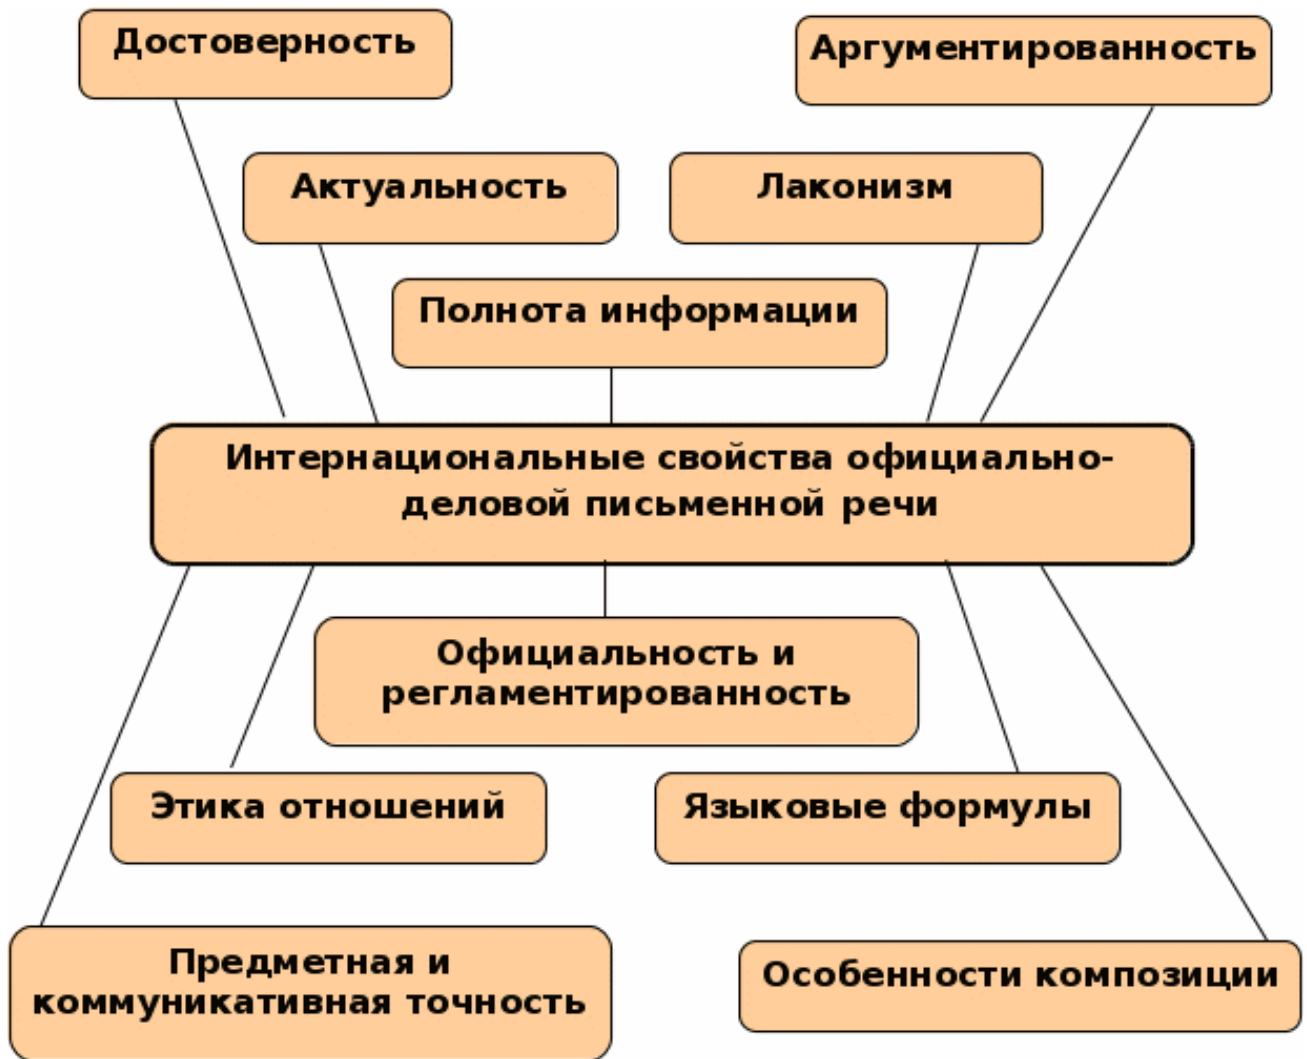 Достоверность
Аргументированность
Актуальность
Лаконизм
Полнота информации
Интернациональные свойства официально-
деловой письменной речи
Официальность и
регламентированность
Этика отношений
Языковые формулы
Предметная и
коммуникативная точность
Особенности композиции